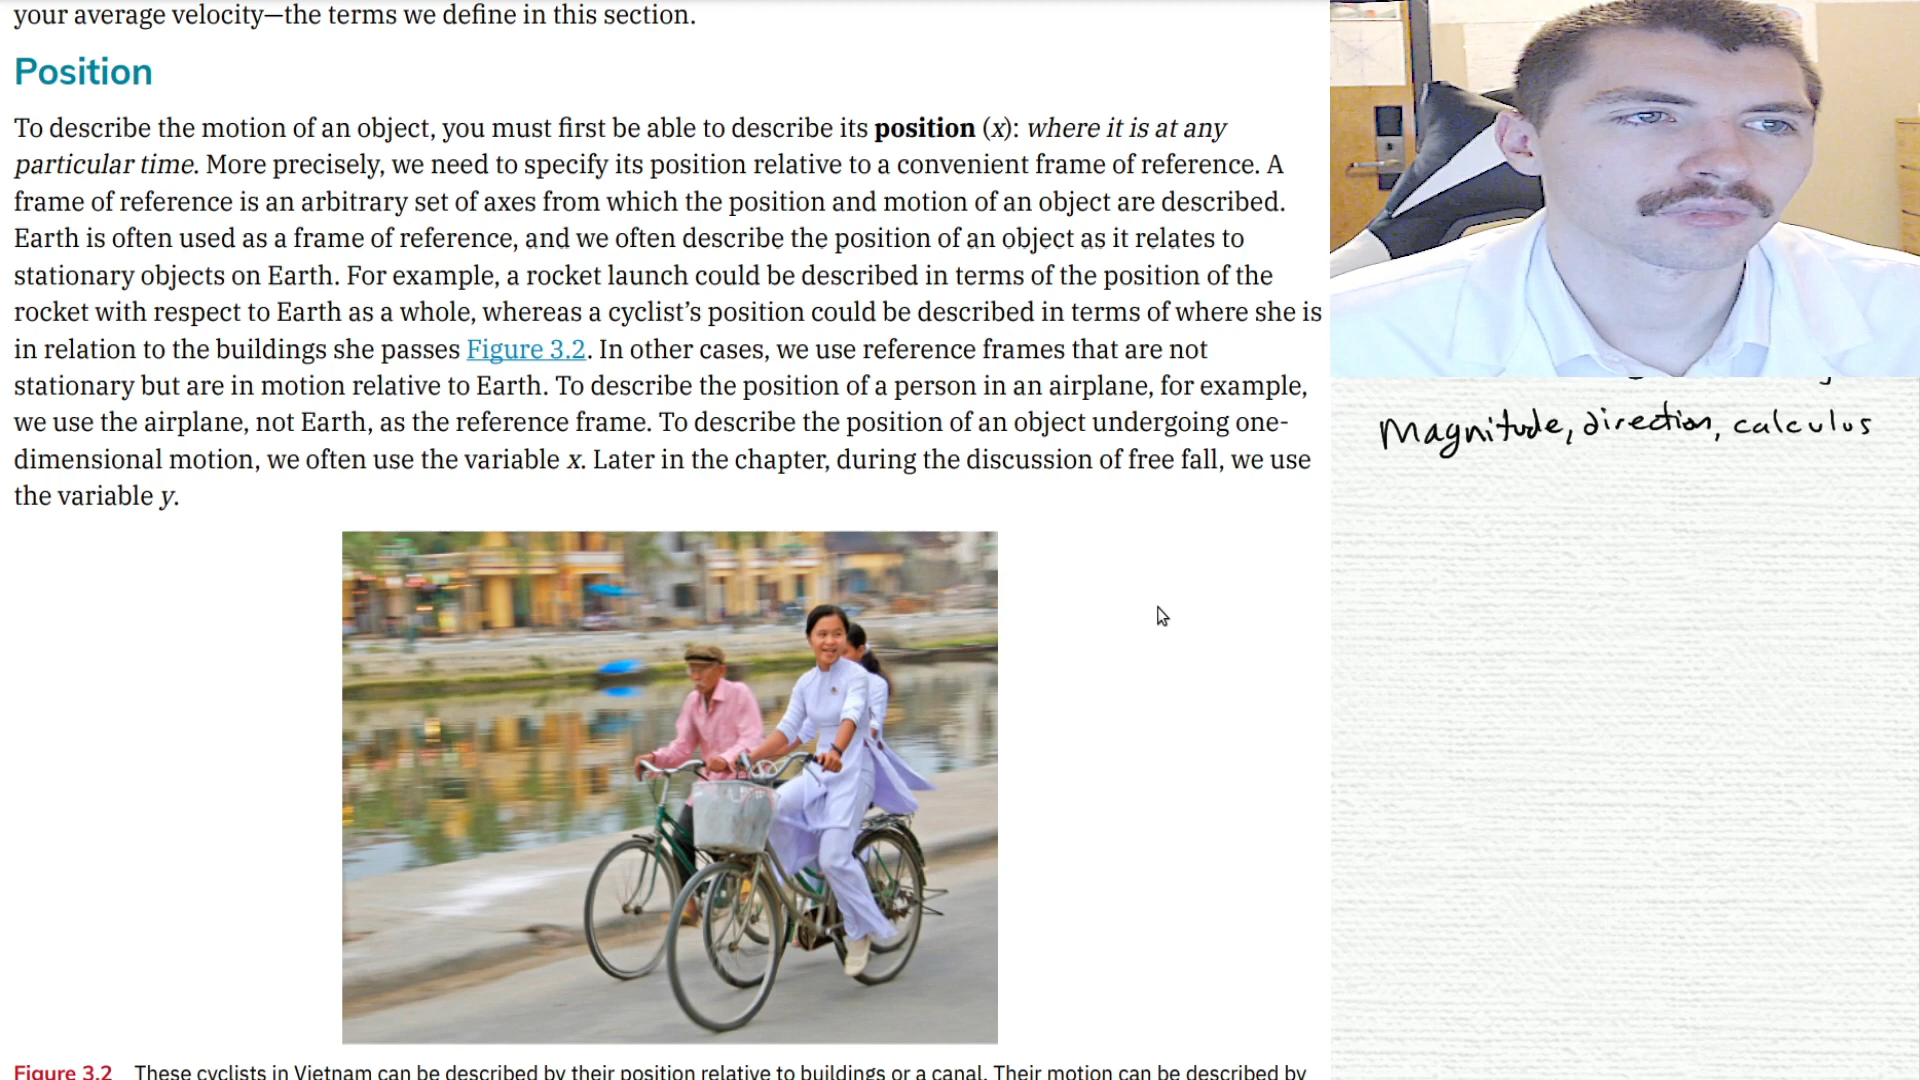 your average velocity—the terms we define in this section.
Position
To describe the motion of an object, you must first be able to describe its position (x): where it is at any
particular time. More precisely, we need to specify its position relative to a convenient frame of reference. A
frame of reference is an arbitrary set of axes from which the position and motion of an object are described.
Earth is often used as a frame of reference, and we often describe the position of an object as it relates to
stationary objects on Earth. For example, a rocket launch could be described in terms of the position of the
rocket with respect to Earth as a whole, whereas a cyclist’s position could be described in terms of where she is
in relation to the buildings she passes Figure 3.2. In other cases, we use reference frames that are not
stationary but are in motion relative to Earth. To describe the position of a person in an airplane, for example,
we use the airplane, not Earth, as the reference frame. To describe the position of an object undergoing one-
dimensional motion, we often use the variable x. Later in the chapter, during the discussion of free fall, we use
the variable y.
Figure 3.2 These cyclists in Vietnam can be described by their position relative to buildings or a canal. Their motion can be described by
Magnitude, direction, calculus